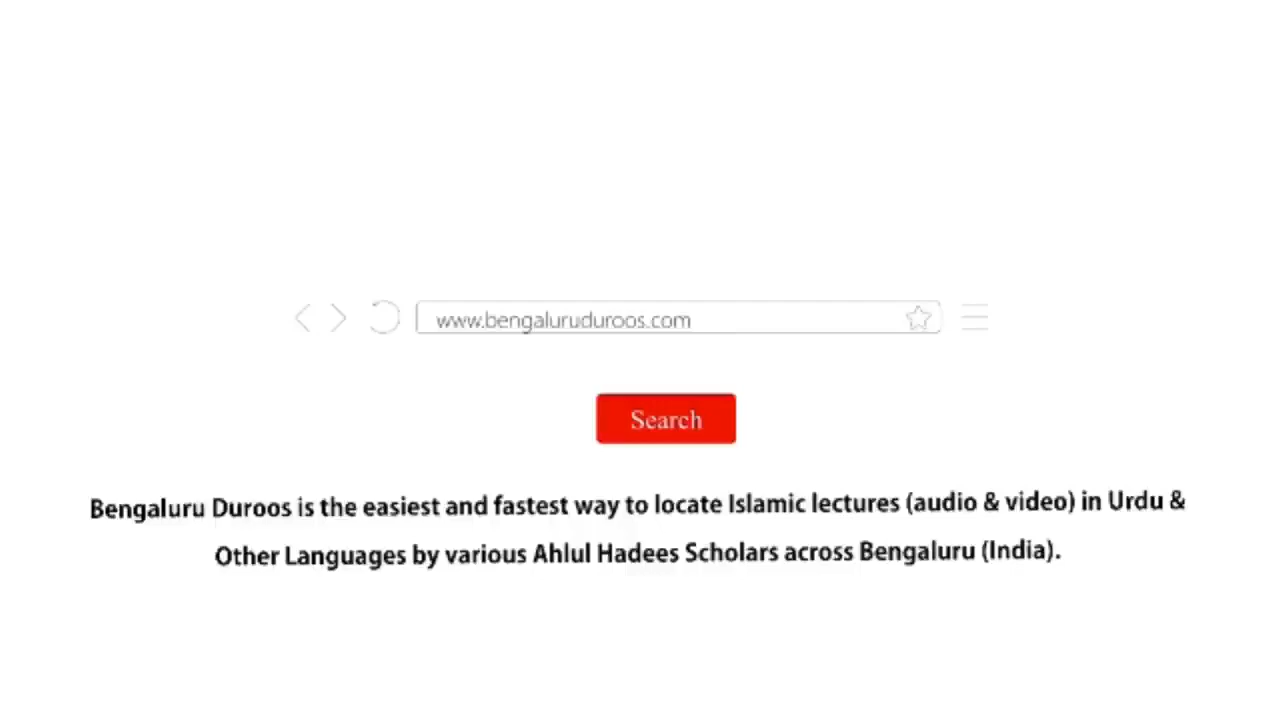 www.bengaluruduroos.com
Search
Bengaluru Duroos is the easiest and fastest way to locate Islamic lectures (audio & video) in Urdu &
Other Languages by various Ahlul Hadees Scholars across Bengaluru (India).